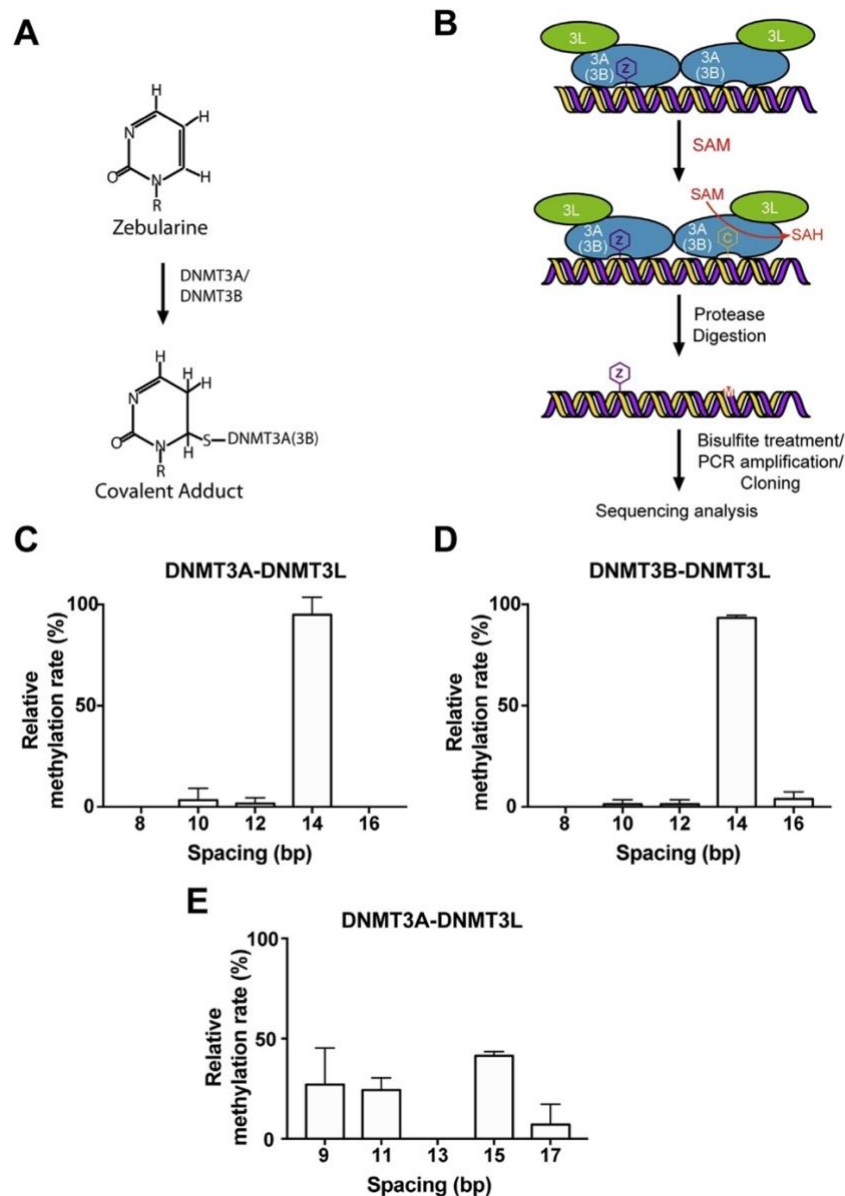 A
H
N
H
O
N
H
R
Zebularine
DNMT3A/
DNMT3B
H
H
N
H
O
N
S—DNMT3A(3B)
H
R
Covalent Adduct
B
3L
3L
3A
(3B)
Z
3A
(3B)
SAM
3L
SAM
3L
3A
(3B)
Z
3A
(3B)
C
SAH
Protease
Digestion
Z
M
Bisulfite treatment/
PCR amplification/
Cloning
Sequencing analysis
C
DNMT3A-DNMT3L
Relative
methylation rate (%)
100
50
0
8 10 12 14 16
Spacing (bp)
D
DNMT3B-DNMT3L
Relative
methylation rate (%)
100
50
0
8 10 12 14 16
Spacing (bp)
E
DNMT3A-DNMT3L
Relative
methylation rate (%)
100
50
0
9 11 13 15 17
Spacing (bp)